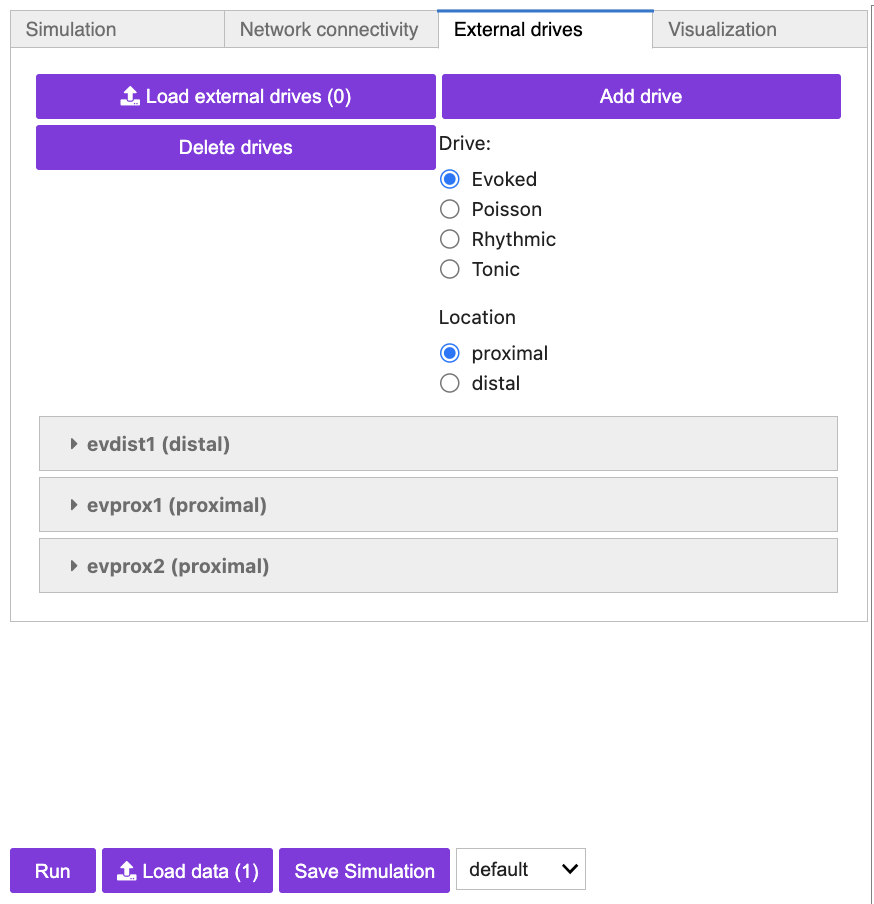 Simulation
Network connectivity
External drives
Visualization
Load external drives (0)
Add drive
Delete drives
Drive:
Evoked
Poisson
Rhythmic
Tonic
Location
proximal
distal
evdist1 (distal)
evprox1 (proximal)
evprox2 (proximal)
Run
Load data (1)
Save Simulation
default